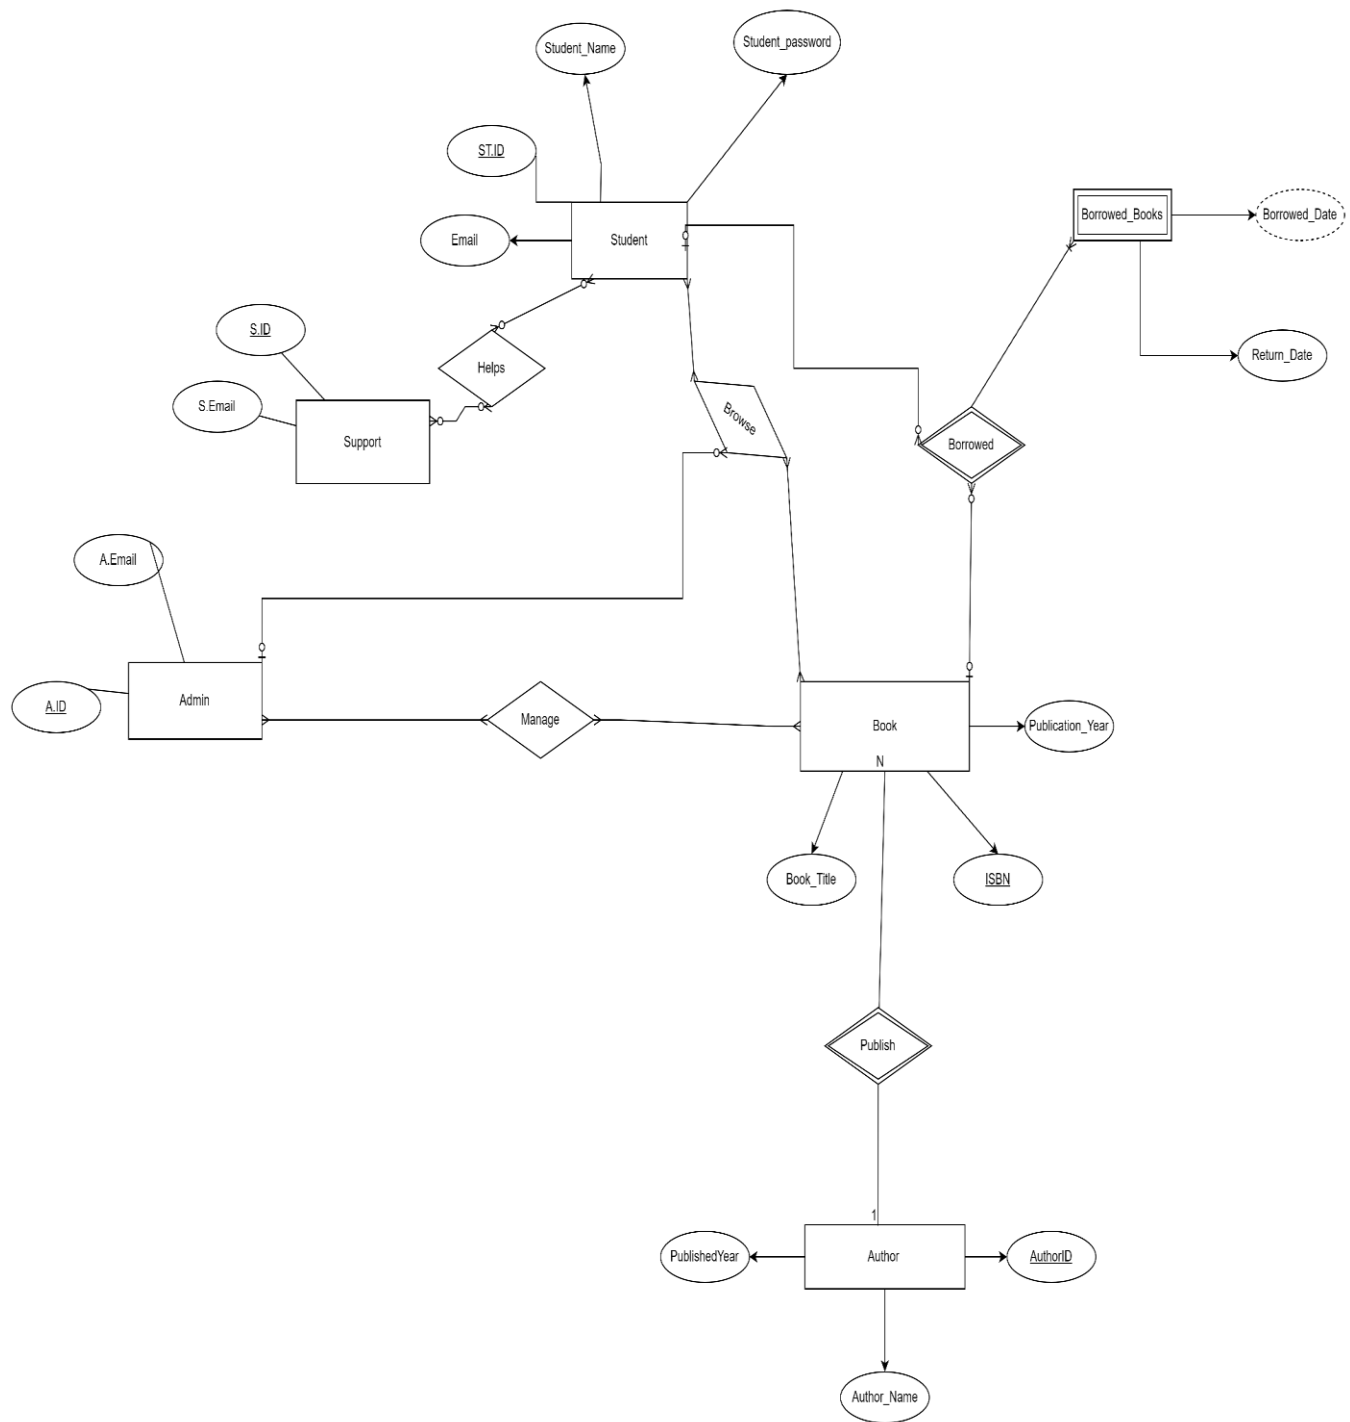 Student_Name
Student_password
ST.ID
Email
Student
Borrowed_Books
Borrowed_Date
Return_Date
S.ID
S.Email
Support
Helps
Browse
Borrowed
A.Email
A.ID
Admin
Manage
Book
N
Publication_Year
Book_Title
ISBN
Publish
1
PublishedYear
Author
AuthorID
Author_Name